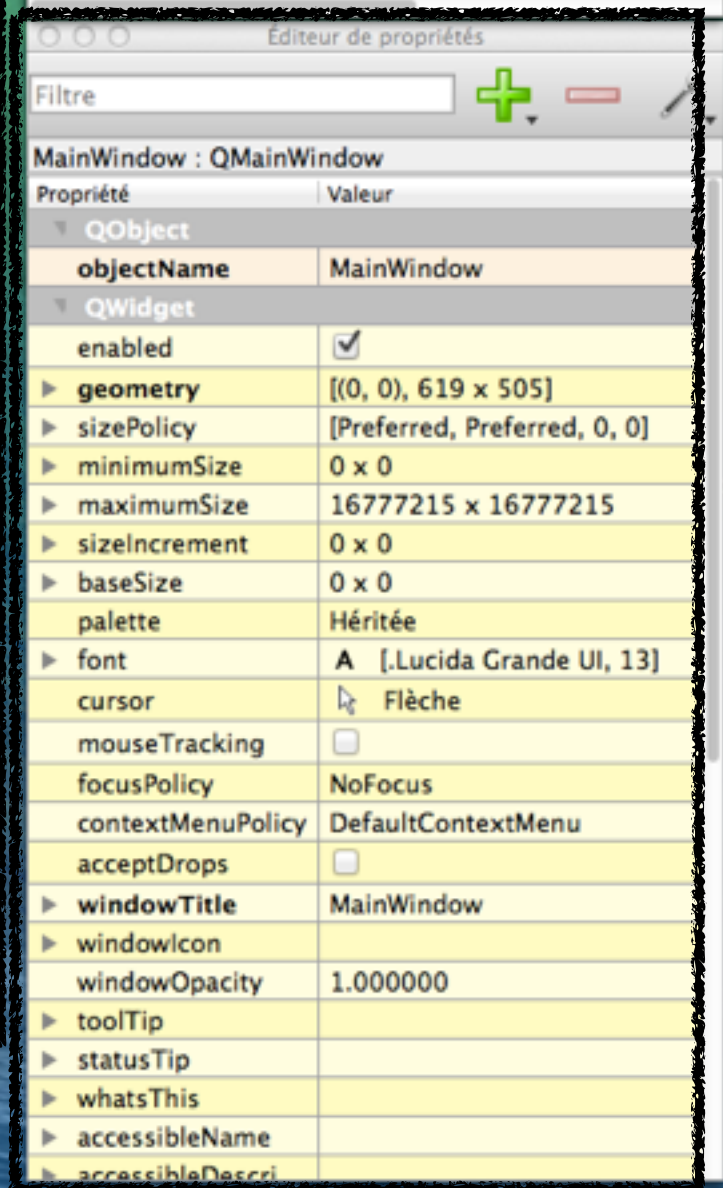 Éditeur de propriétés
Filtre
MainWindow : QMainWindow
Propriété Valeur
QObject
objectName MainWindow
QWidget
enabled
geometry [(0, 0), 619 x 505]
sizePolicy [Preferred, Preferred, 0, 0]
minimumSize 0 x 0
maximumSize 16777215 x 16777215
sizeIncrement 0 x 0
baseSize 0 x 0
palette Héritée
font A [.Lucida Grande UI, 13]
cursor Flèche
mouseTracking
focusPolicy NoFocus
contextMenuPolicy DefaultContextMenu
acceptDrops
windowTitle MainWindow
windowIcon
windowOpacity 1.000000
toolTip
statusTip
whatsThis
accessibleName
accessibleDescri